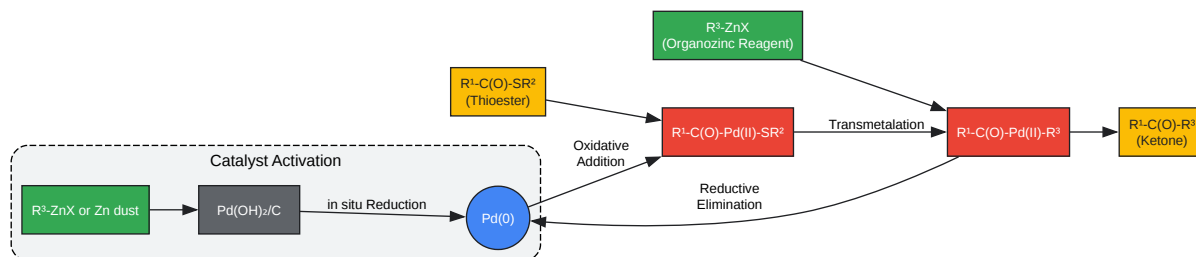 R³-ZnX
(Organozinc Reagent)
R¹-C(O)-SR²
(Thioester)
R¹-C(O)-Pd(II)-SR²
Transmetalation
R¹-C(O)-Pd(II)-R³
R¹-C(O)-R³
(Ketone)
Oxidative
Addition
Catalyst Activation
R³-ZnX or Zn dust
Pd(OH)₂/C
in situ Reduction
Pd(0)
Reductive
Elimination